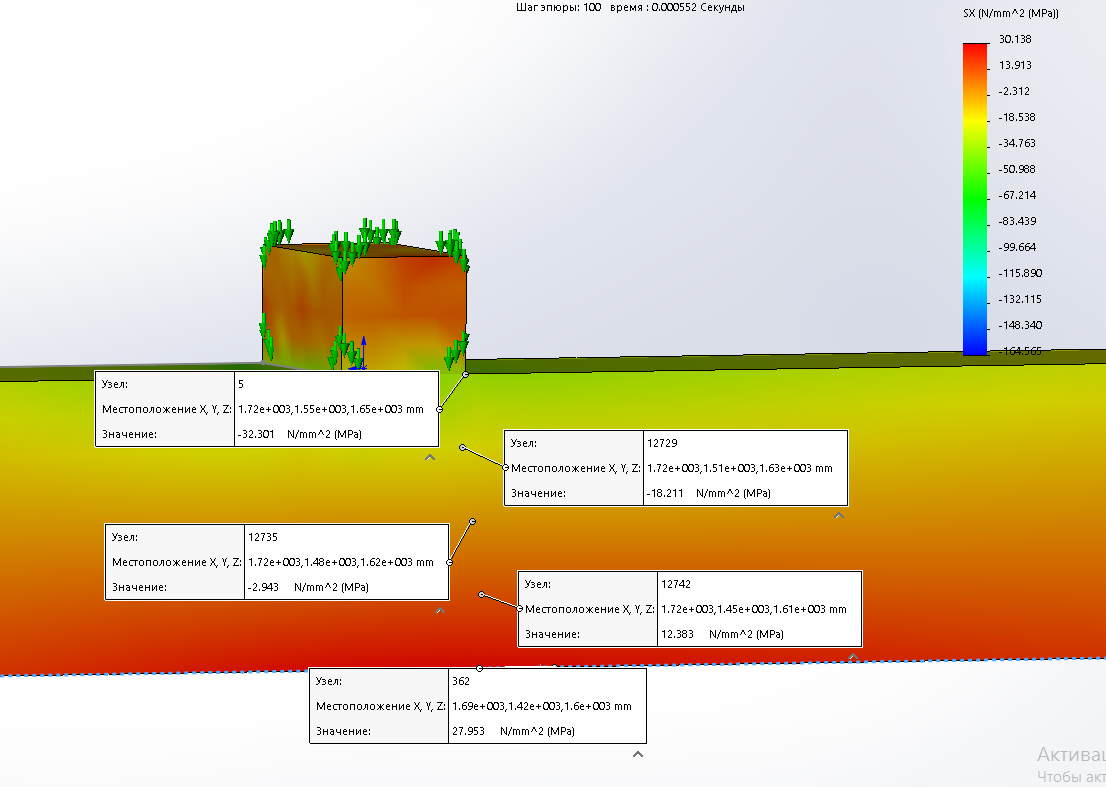 Шаг эпюры: 100 время : 0.000552 Секунды
SX (N/mm^2 (MPa))
30.138
13.913
-2.312
-18.538
-34.763
-50.988
-67.214
-83.439
-99.664
-115.890
-132.115
-148.340
-164.565
Узел: 5
Местоположение X, Y, Z: 1.72e+003,1.55e+003,1.65e+003 mm
Значение: -32.301 N/mm^2 (MPa)
Узел: 12729
Местоположение X, Y, Z: 1.72e+003,1.51e+003,1.63e+003 mm
Значение: -18.211 N/mm^2 (MPa)
Узел: 12735
Местоположение X, Y, Z: 1.72e+003,1.48e+003,1.62e+003 mm
Значение: -2.943 N/mm^2 (MPa)
Узел: 12742
Местоположение X, Y, Z: 1.72e+003,1.45e+003,1.61e+003 mm
Значение: 12.383 N/mm^2 (MPa)
Узел: 362
Местоположение X, Y, Z: 1.69e+003,1.42e+003,1.6e+003 mm
Значение: 27.953 N/mm^2 (MPa)
Актива
Чтобы акт